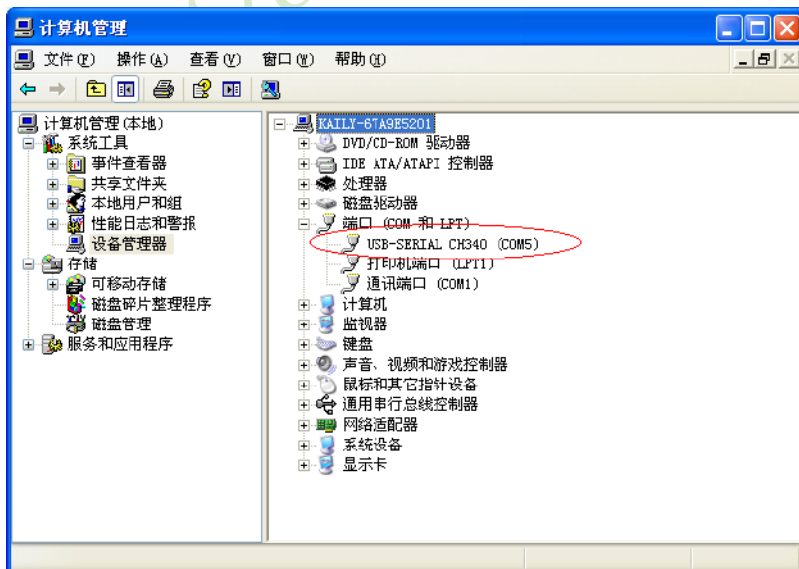 计算机管理
文件(F) 操作(A) 查看(V) 窗口(W) 帮助(H)
计算机管理(本地)
系统工具
事件查看器
共享文件夹
本地用户和组
性能日志和警报
设备管理器
存储
可移动存储
磁盘碎片整理程序
磁盘管理
服务和应用程序
KAILY-67A9E5201
DVD/CD-ROM 驱动器
IDE ATA/ATAPI 控制器
处理器
磁盘驱动器
端口 (COM 和 LPT)
USB-SERIAL CH340 (COM5)
打印机端口 (LPT1)
通讯端口 (COM1)
计算机
监视器
键盘
声音、视频和游戏控制器
鼠标和其它指针设备
通用串行总线控制器
网络适配器
系统设备
显示卡